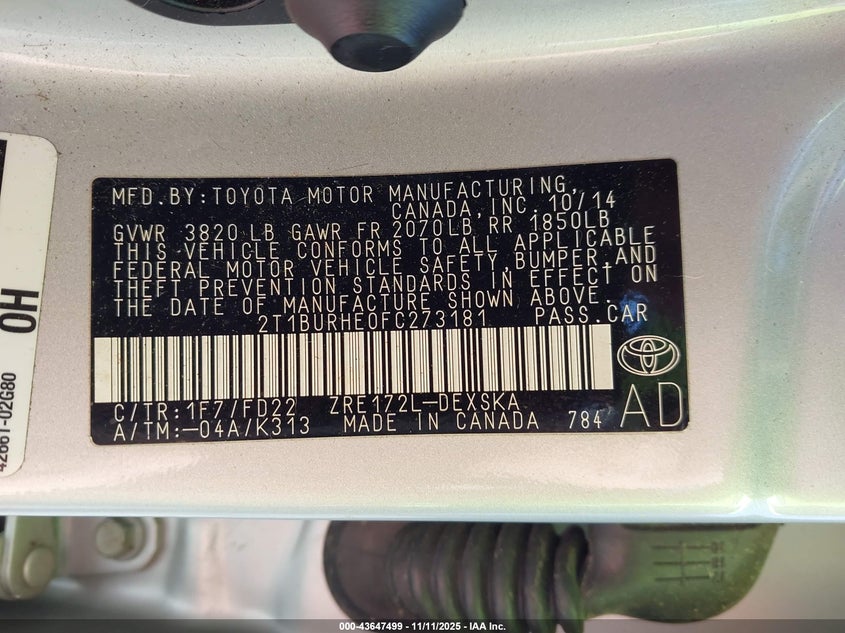 MFD.BY:TOYOTA MOTOR MANUFACTURING,
CANADA,INC, 10/14
GVWR 3820 LB GAWR FR 2070LB RR 1850LB
THIS VEHICLE CONFORMS TO ALL APPLICABLE
FEDERAL MOTOR VEHICLE SAFETY,BUMPER,AND
THEFT PREVENTION STANDARDS IN EFFECT ON
THE DATE OF MANUFACTURE SHOWN ABOVE.
2T1BURHE0FC273181 PASS.CAR
C/TR:1F7/FD22 ZRE172L-DEXSKA
A/TM:-04A/K313 MADE IN CANADA 784
AD
OH
42661-02G80
000-43647499 - 11/11/2025 - IAA Inc.